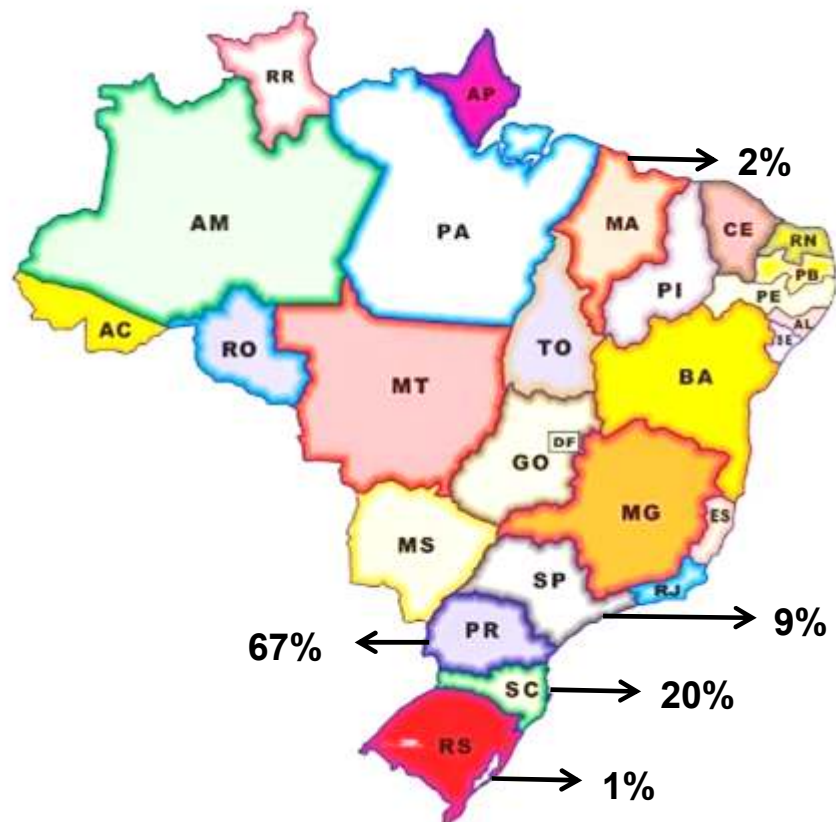 RR
AP
2%
AM
PA
MA
CE
RN
PB
PI
PE
AC
AL
SE
RO
TO
MT
BA
DF
GO
MG
ES
MS
SP
RJ
9%
PR
67%
SC
20%
RS
1%